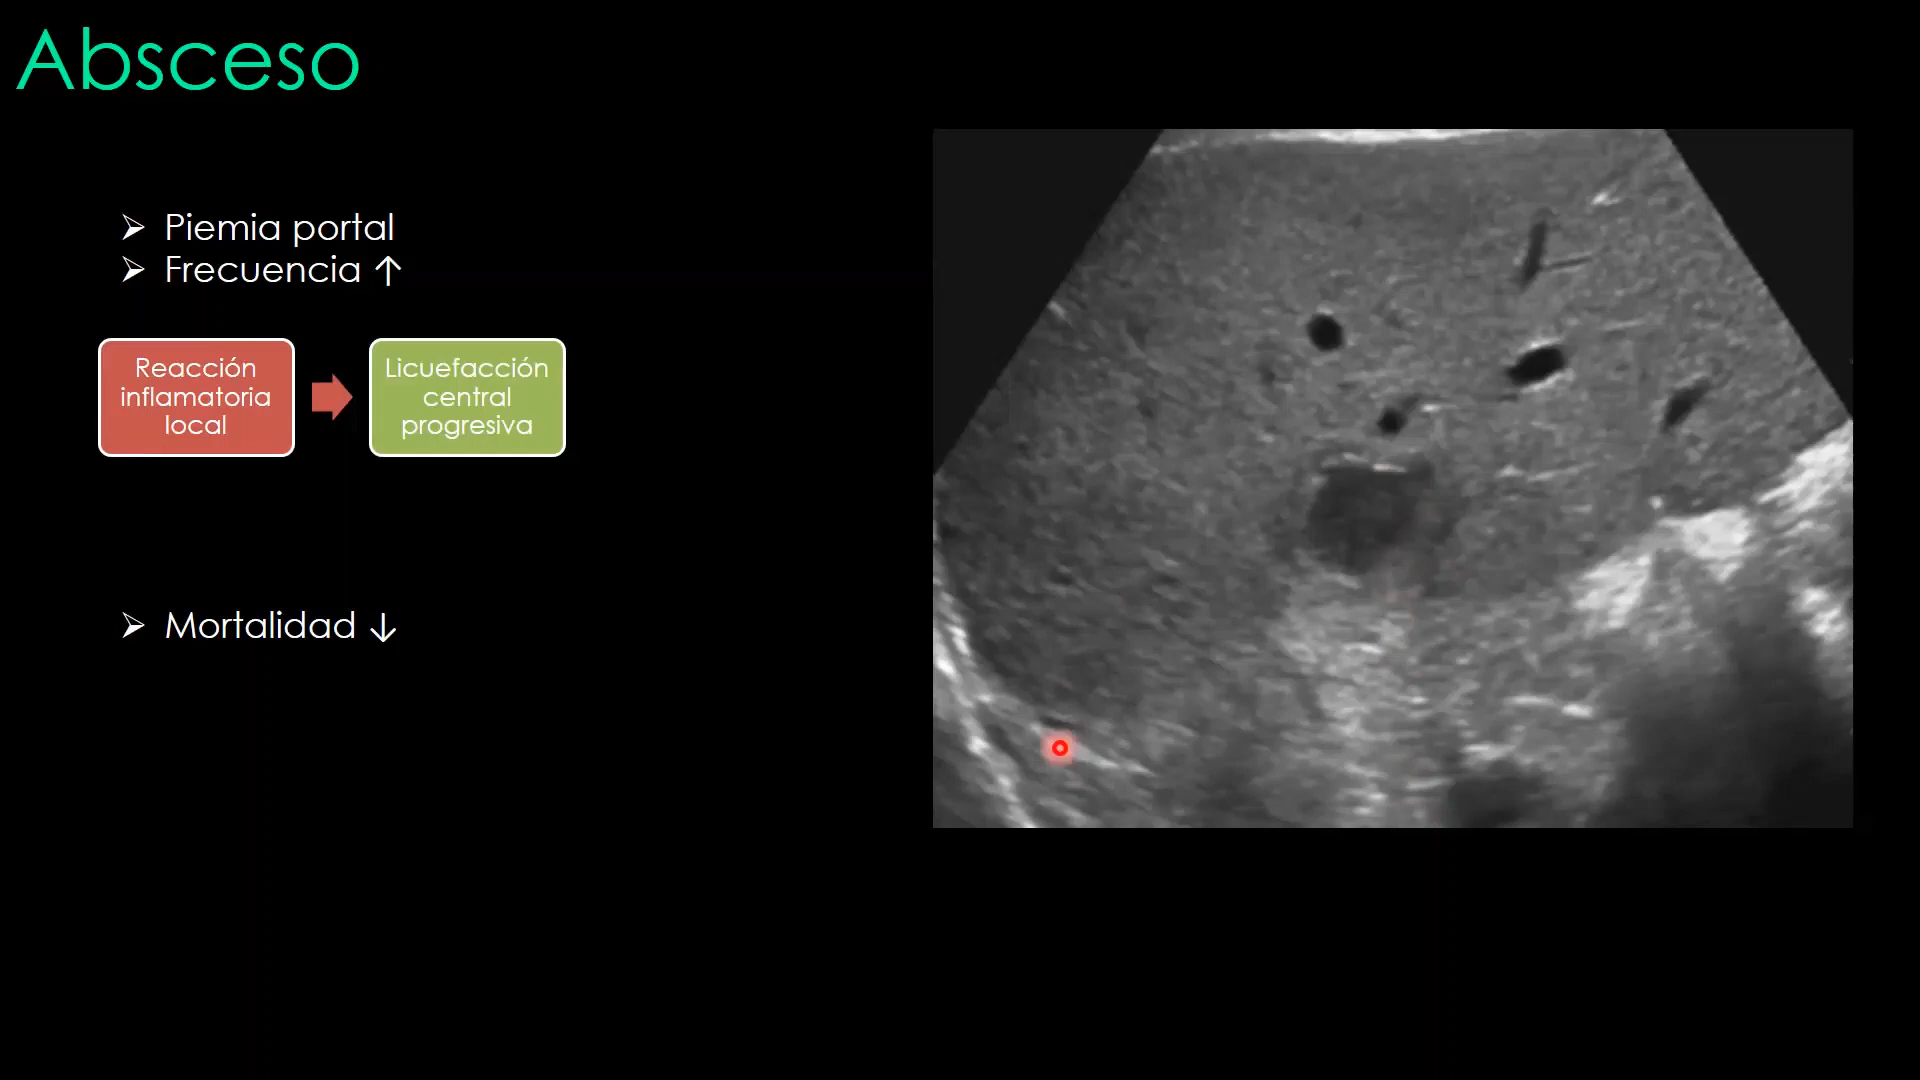 Absceso
➢ Piemia portal
➢ Frecuencia ↑
Reacción
inflamatoria
local
Licuefacción
central
progresiva
➢ Mortalidad ↓